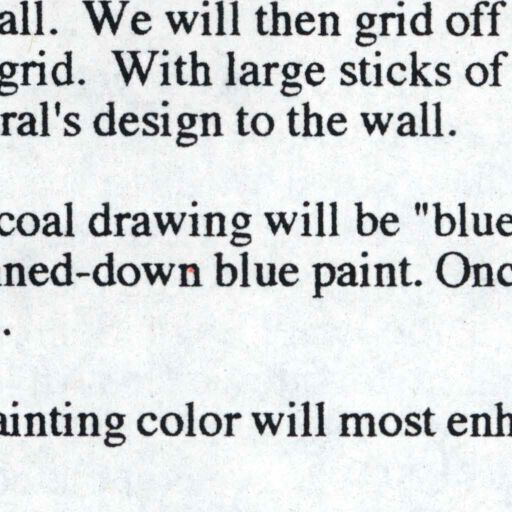 all. We will then grid off
grid. With large sticks of
ral's design to the wall.
coal drawing will be "blue
nned-down blue paint. Onc
.
ainting color will most enh